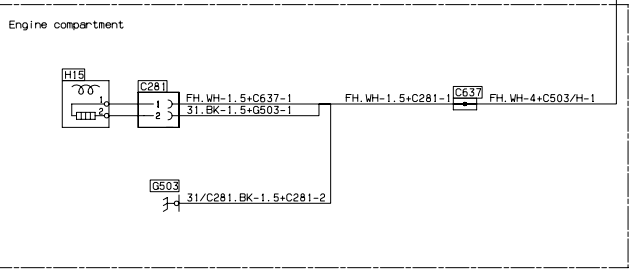 Engine compartment
H15
C281
1
2
1
2
FH.WH-1.5+C637-1
31.BK-1.5+G503-1
FH.WH-1.5+C281-1
C637
FH.WH-4+C503/H-1
G503
31/C281.BK-1.5+C281-2